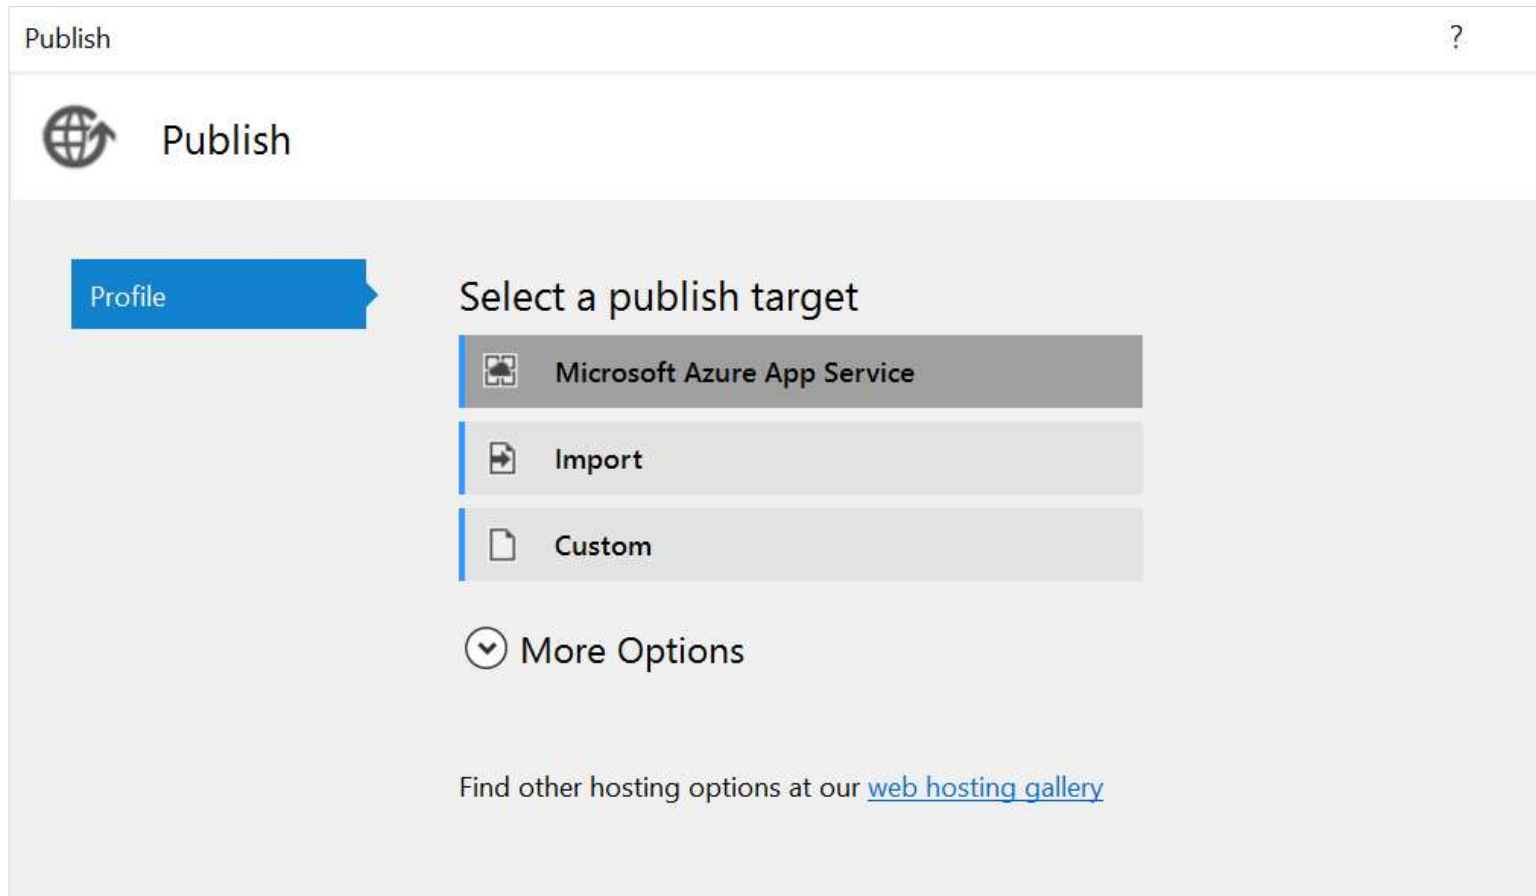 Publish
?
Publish
Profile
Select a publish target
Microsoft Azure App Service
Import
Custom
More Options
Find other hosting options at our web hosting gallery